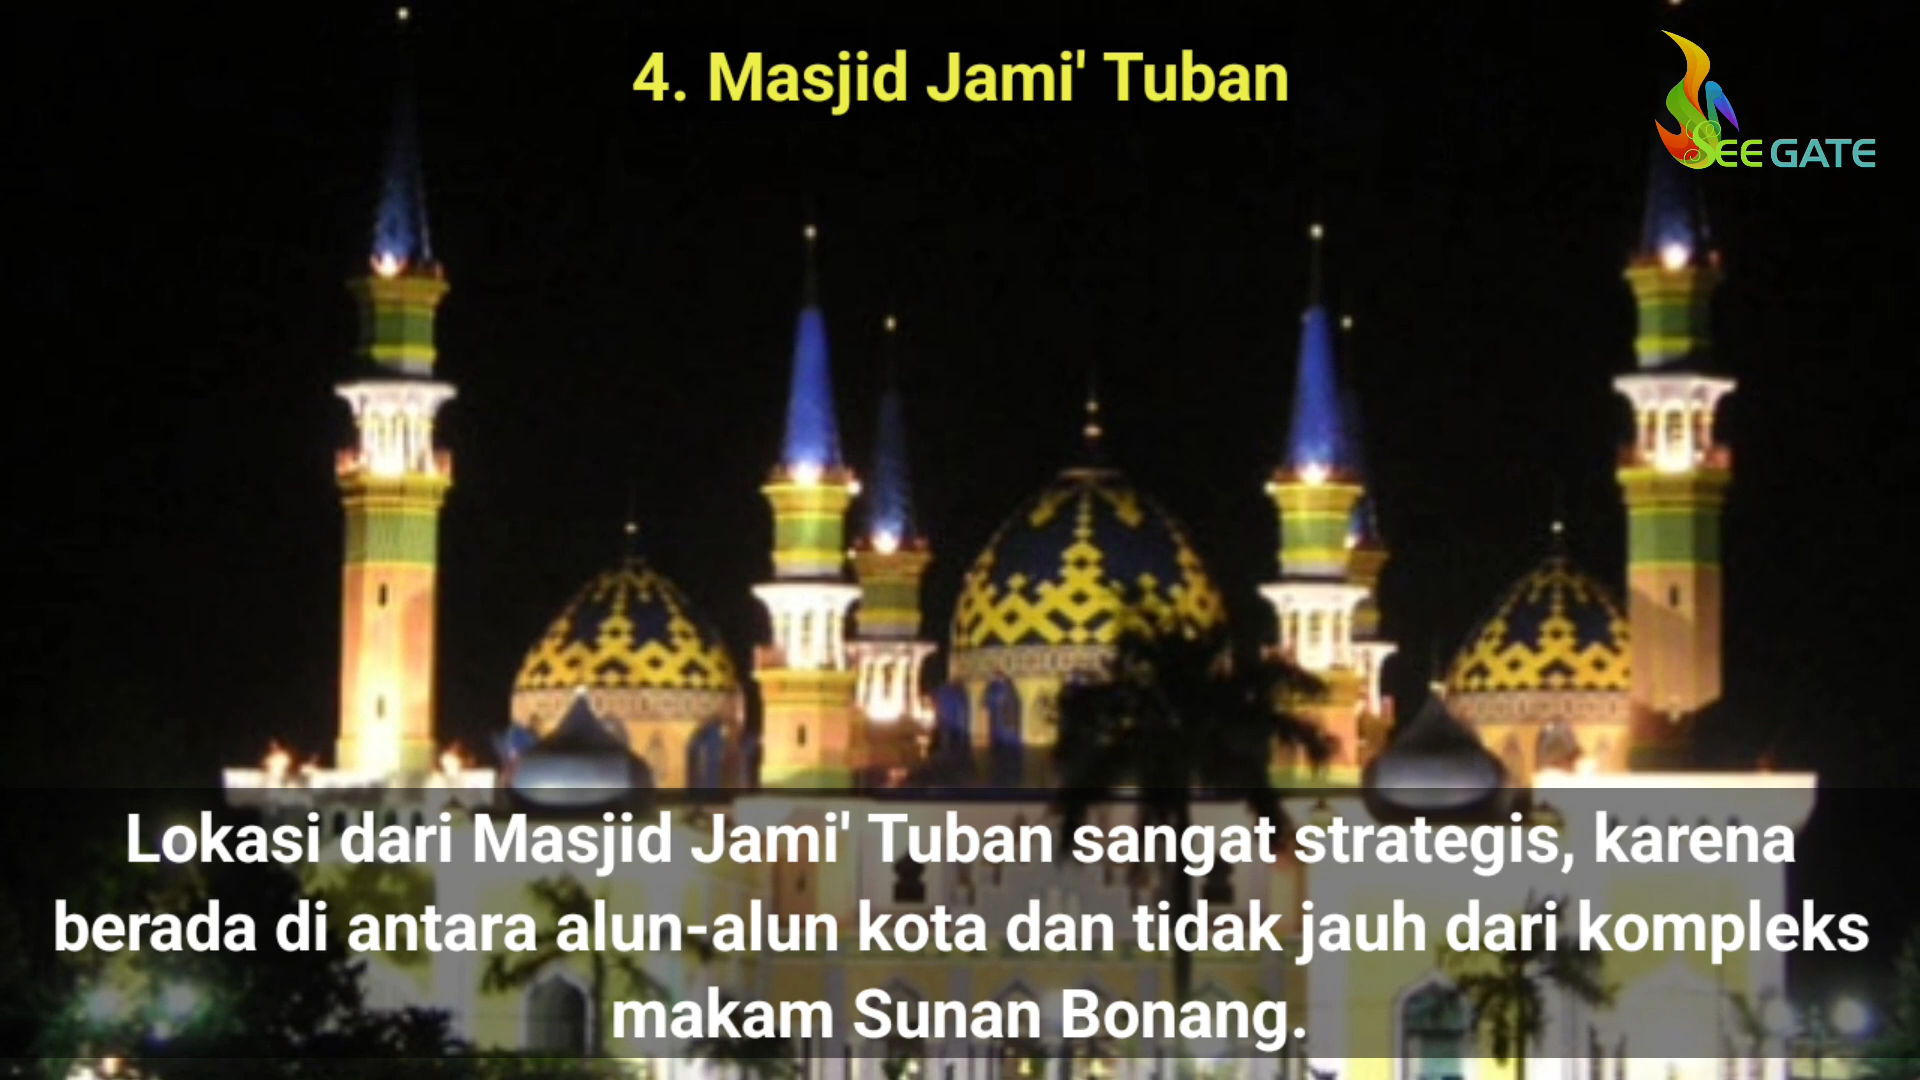 4. Masjid Jami' Tuban
SEE GATE
Lokasi dari Masjid Jami' Tuban sangat strategis, karena
berada di antara alun-alun kota dan tidak jauh dari kompleks
makam Sunan Bonang.